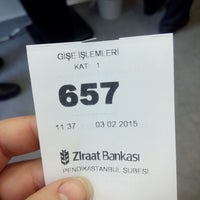 GİŞE İŞLEMLERİ
KAT 1
657
11:37 03.02.2015
Ziraat Bankası
PENDİK/İSTANBUL ŞUBESİ